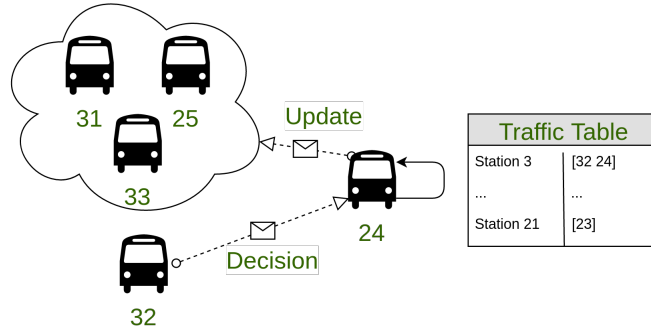 31
25
33
Update
24
32
Decision
Traffic Table
Station 3 [32 24]
... ...
Station 21 [23]